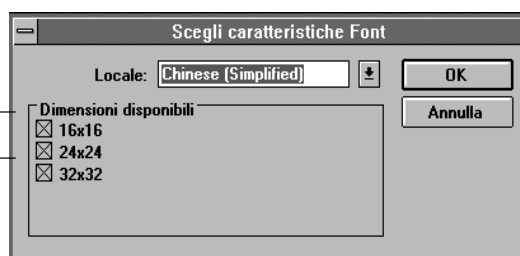 Scegli caratteristiche Font
Locale: Chinese (Simplified)
OK
Dimensioni disponibili
Annulla
16x16
24x24
32x32